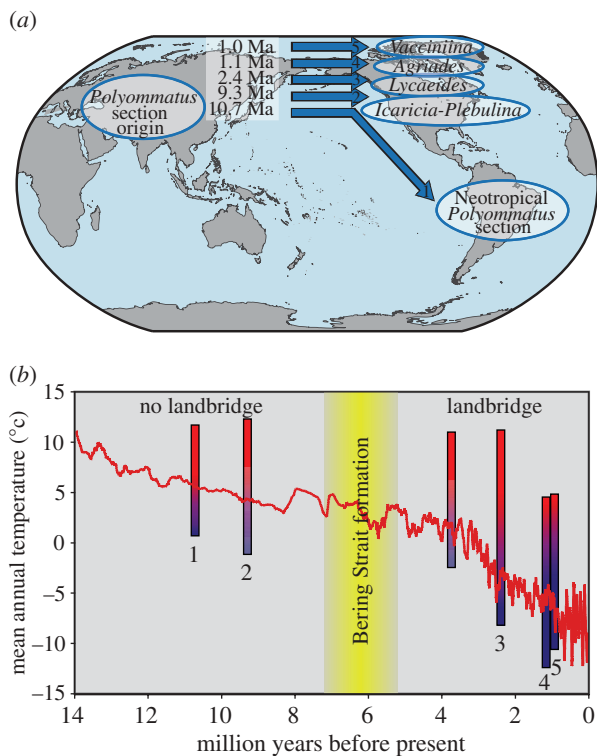 (a)
1.0 Ma
1.1 Ma
2.4 Ma
9.3 Ma
10.7 Ma
Vacciniina
Agriades
Lycaeides
Icaricia-Plebulina
Polyommatus
section
origin
Neotropical
Polyommatus
section
(b)
mean annual temperature (°c)
15
10
5
0
−5
−10
−15
no landbridge
Bering Strait formation
landbridge
1
2
3
4
5
14
12
10
8
6
4
2
0
million years before present